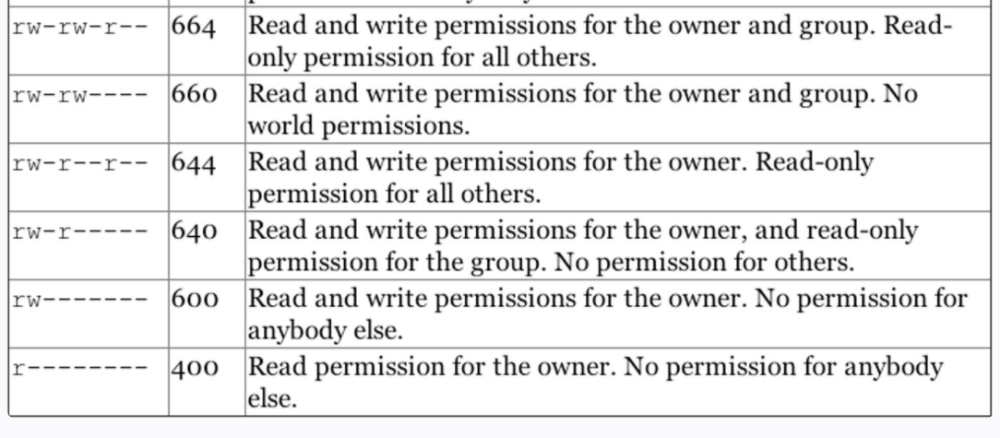 rw-rw-r-- 664 Read and write permissions for the owner and group. Read-
only permission for all others.
rw-rw---- 660 Read and write permissions for the owner and group. No
world permissions.
rw-r--r-- 644 Read and write permissions for the owner. Read-only
permission for all others.
rw-r----- 640 Read and write permissions for the owner, and read-only
permission for the group. No permission for others.
rw------- 600 Read and write permissions for the owner. No permission for
anybody else.
r-------- 400 Read permission for the owner. No permission for anybody
else.